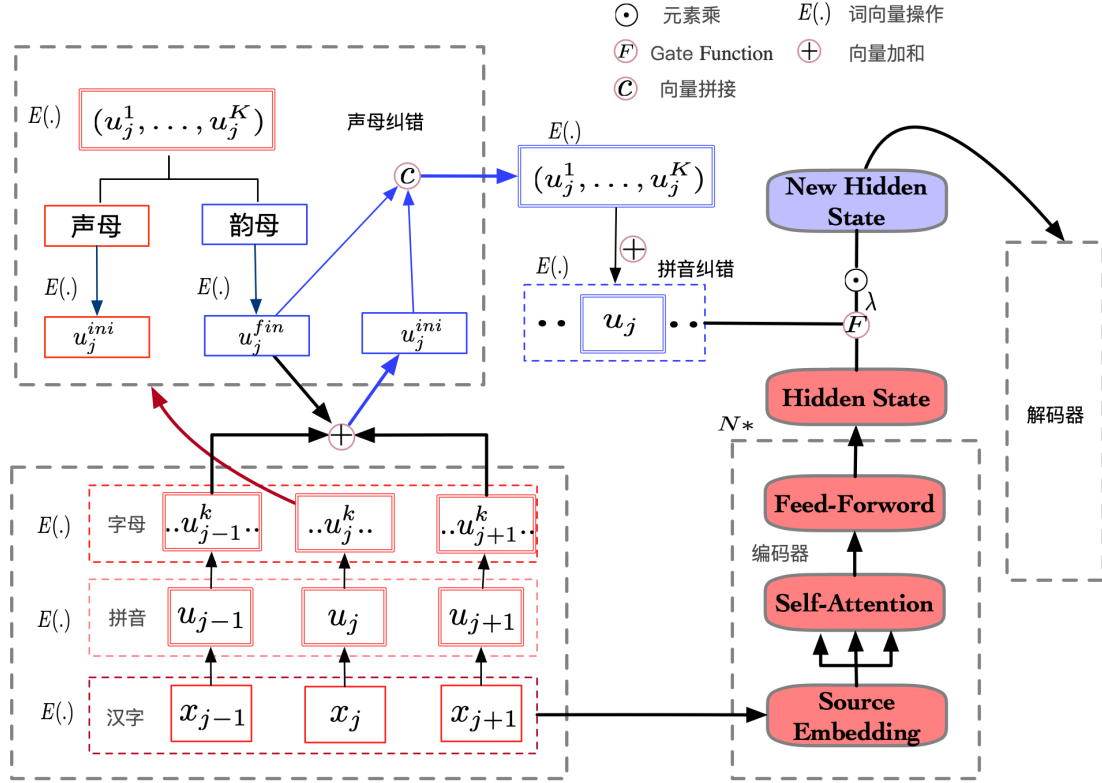 ⊙ 元素乘 E(.) 词向量操作
F Gate Function + 向量加和
c 向量拼接
E(.) (u_j^1, ..., u_j^K)
声母纠错
声母 韵母
E(.) E(.)
u_j^{ini} u_j^{fin} u_j^{ini}
c
+
E(.)
(u_j^1, ..., u_j^K)
+
E(.) 拼音纠错
.. u_j ..
New Hidden
State
⊙
λ
F
Hidden State
N*
Feed-Forword
编码器
Self-Attention
Source
Embedding
解码器
E(.) 字母 ..u_{j-1}^k.. ..u_j^k.. ..u_{j+1}^k..
E(.) 拼音 u_{j-1} u_j u_{j+1}
E(.) 汉字 x_{j-1} x_j x_{j+1}